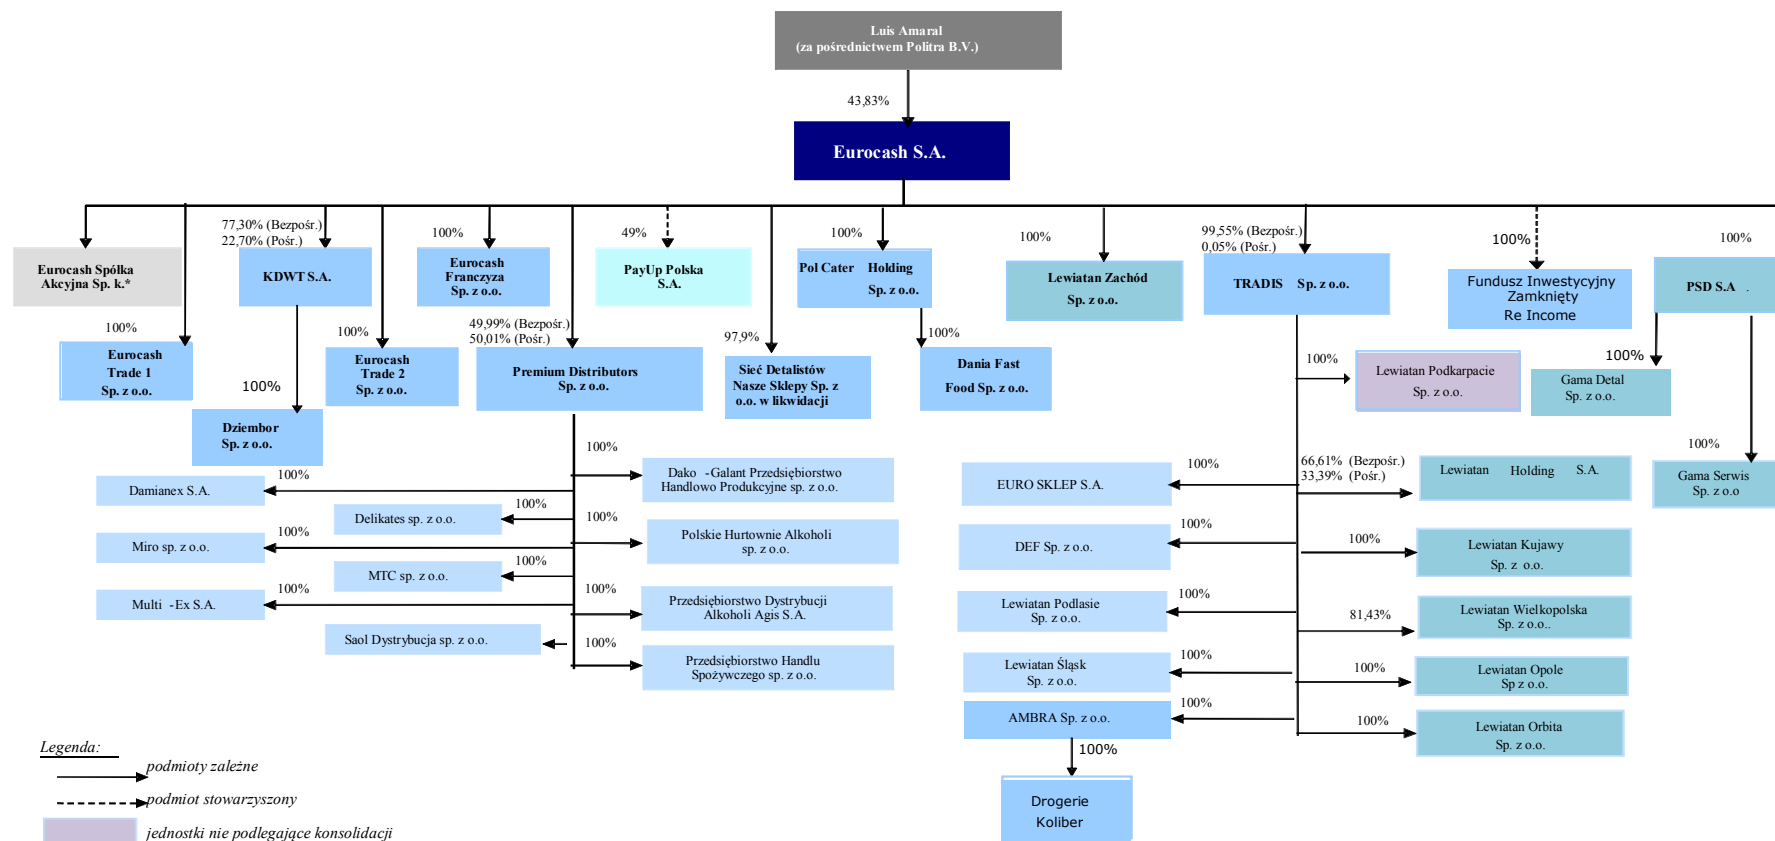 Luis Amaral
(za pośrednictwem Politra B.V.)
43,83%
Eurocash S.A.
77,30% (Bezpośr.)
22,70% (Pośr.)
100%
49%
100%
100%
99,55% (Bezpośr.)
0,05% (Pośr.)
100%
100%
Eurocash Spólka
Akcyjna Sp. k.*
KDWT S.A.
Eurocash
Franczyza
Sp. z o.o.
PayUp Polska
S.A.
Pol Cater Holding
Sp. z o.o.
Lewiatan Zachód
Sp. z o.o.
TRADIS Sp. z o.o.
Fundusz Inwestycyjny
Zamknięty
Re Income
PSD S.A .
100%
100%
49,99% (Bezpośr.)
50,01% (Pośr.)
97,9%
100%
100%
100%
Eurocash
Trade 1
Sp. z o.o.
Eurocash
Trade 2
Sp. z o.o.
Premium Distributors
Sp. z o.o.
Sieć Detalistów
Nasze Sklepy Sp. z
o.o. w likwidacji
Dania Fast
Food Sp. z o.o.
Lewiatan Podkarpacie
Sp. z o.o.
Gama Detal
Sp. z o.o.
100%
Dziembor
Sp. z o.o.
100%
Dako -Galant Przedsiębiorstwo
Handlowo Produkcyjne sp. z o.o.
100%
Damianex S.A.
100%
Delikates sp. z o.o.
100%
Polskie Hurtownie Alkoholi
sp. z o.o.
100%
Miro sp. z o.o.
100%
MTC sp. z o.o.
100%
Przedsiębiorstwo Dystrybucji
Alkoholi Agis S.A.
100%
Multi -Ex S.A.
Saol Dystrybucja sp. z o.o.
100%
Przedsiębiorstwo Handlu
Spożywczego sp. z o.o.
100%
EURO SKLEP S.A.
66,61% (Bezpośr.)
33,39% (Pośr.)
Lewiatan Holding S.A.
100%
Gama Serwis
Sp. z o.o
100%
DEF Sp. z o.o.
100%
Lewiatan Kujawy
Sp. z o.o.
100%
Lewiatan Podlasie
Sp. z o.o.
81,43%
Lewiatan Wielkopolska
Sp. z o.o..
100%
Lewiatan Śląsk
Sp. z o.o.
100%
Lewiatan Opole
Sp z o.o.
100%
AMBRA Sp. z o.o.
100%
Lewiatan Orbita
Sp. z o.o.
100%
Drogerie
Koliber
Legenda:
podmioty zależne
podmiot stowarzyszony
jednostki nie podlegające konsolidacji